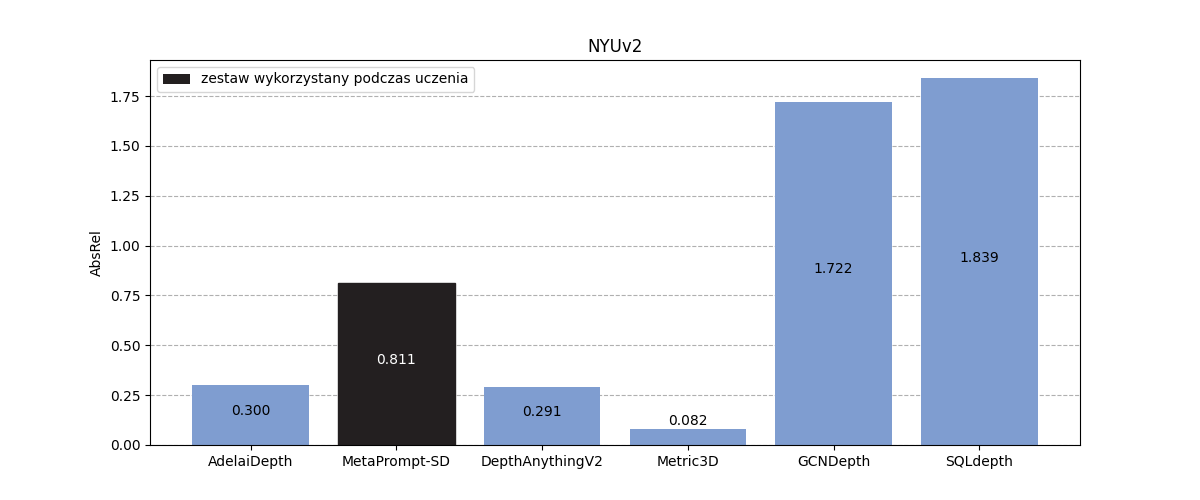 NYUv2
zestaw wykorzystany podczas uczenia
AbsRel
1.75
1.50
1.25
1.00
0.75
0.50
0.25
0.00
0.300
0.811
0.291
0.082
1.722
1.839
AdelaiDepth
MetaPrompt-SD
DepthAnythingV2
Metric3D
GCNDepth
SQLdepth